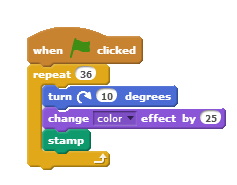 when clicked
repeat 36
turn 10 degrees
change color effect by 25
stamp